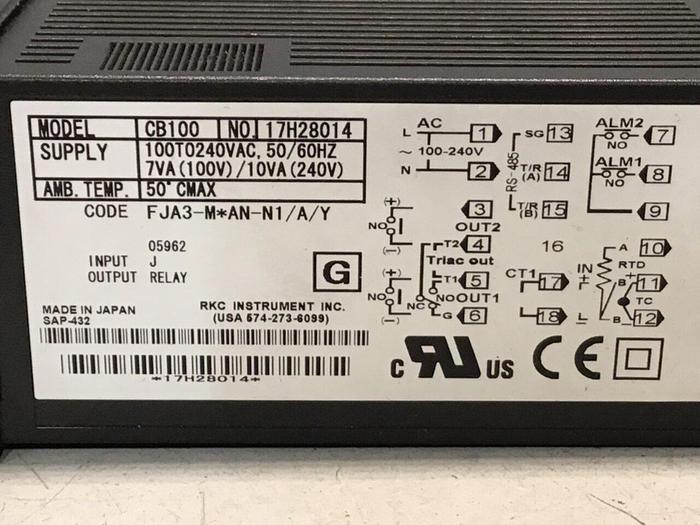 MODEL CB100 NO. 17H28014
SUPPLY 100TO240VAC, 50/60HZ
7VA (100V) /10VA (240V)
AMB. TEMP. 50°CMAX
CODE FJA3-M*AN-N1/A/Y
05962
INPUT J
OUTPUT RELAY
G
MADE IN JAPAN
SAP-432
RKC INSTRUMENT INC.
(USA 574-273-6099)
*17H28014*
AC
L 1
~ 100-240V
N 2
(+) 3
NO OUT2
(-) T2 4
Triac out
(+) T1 5
NO NC NO OUT1
(-) G 6
RS-485
SG 13
T/R (A) 14
T/R (B) 15
16
CT1 17
18
ALM2 7
NO
ALM1 8
NO
9
IN
A 10
RTD
B 11
TC
B 12
c RU US CE